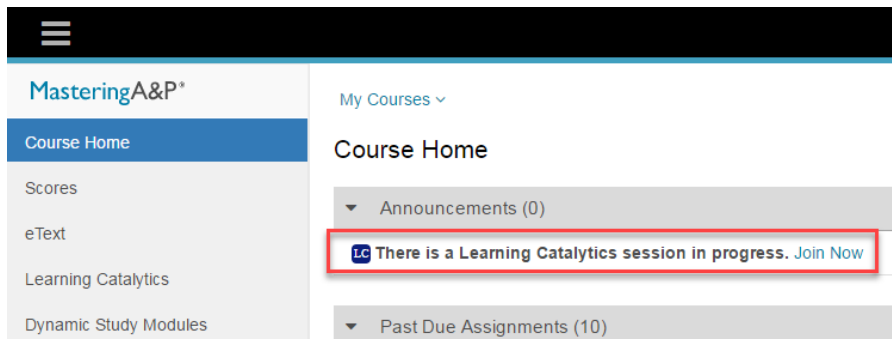 MasteringA&P®
Course Home
Scores
eText
Learning Catalytics
Dynamic Study Modules
My Courses
Course Home
Announcements (0)
LC There is a Learning Catalytics session in progress. Join Now
Past Due Assignments (10)